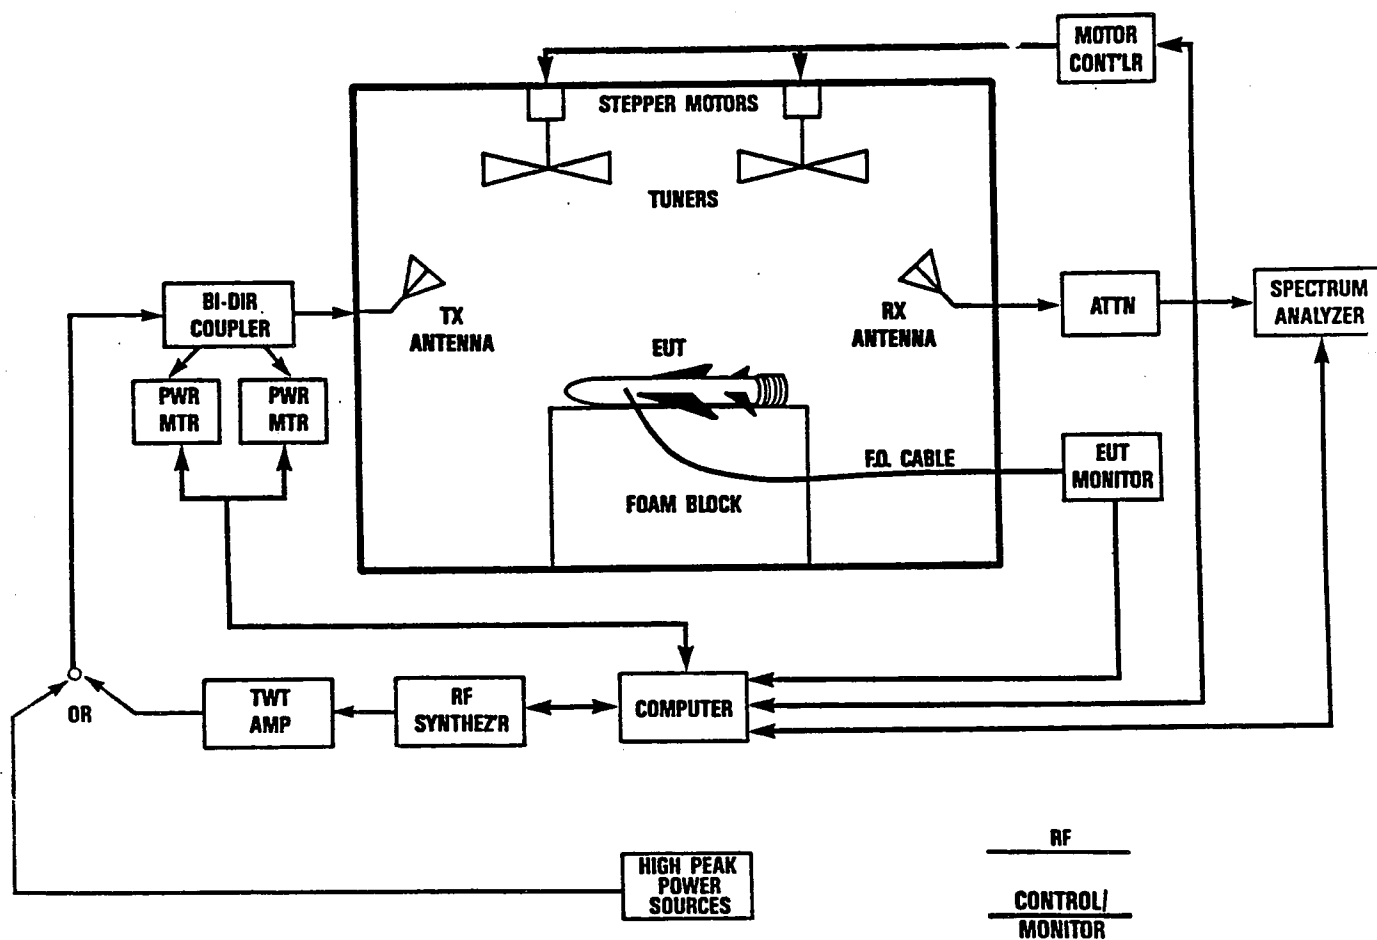 MOTOR
CONT'LR
STEPPER MOTORS
TUNERS
BI-DIR
COUPLER
TX
ANTENNA
RX
ANTENNA
ATTN
SPECTRUM
ANALYZER
EUT
PWR
MTR
PWR
MTR
F.O. CABLE
EUT
MONITOR
FOAM BLOCK
OR
TWT
AMP
RF
SYNTHEZ'R
COMPUTER
HIGH PEAK
POWER
SOURCES
RF
CONTROL/
MONITOR